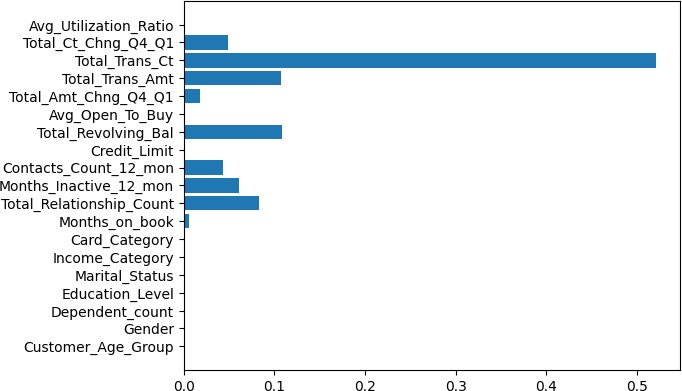 Avg_Utilization_Ratio
Total_Ct_Chng_Q4_Q1
Total_Trans_Ct
Total_Trans_Amt
Total_Amt_Chng_Q4_Q1
Avg_Open_To_Buy
Total_Revolving_Bal
Credit_Limit
Contacts_Count_12_mon
Months_Inactive_12_mon
Total_Relationship_Count
Months_on_book
Card_Category
Income_Category
Marital_Status
Education_Level
Dependent_count
Gender
Customer_Age_Group
0.0 0.1 0.2 0.3 0.4 0.5